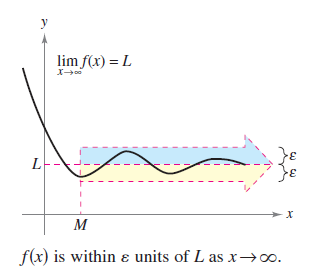 y
lim f(x) = L
x→∞
L
ε
ε
x
M
f(x) is within ε units of L as x→∞.